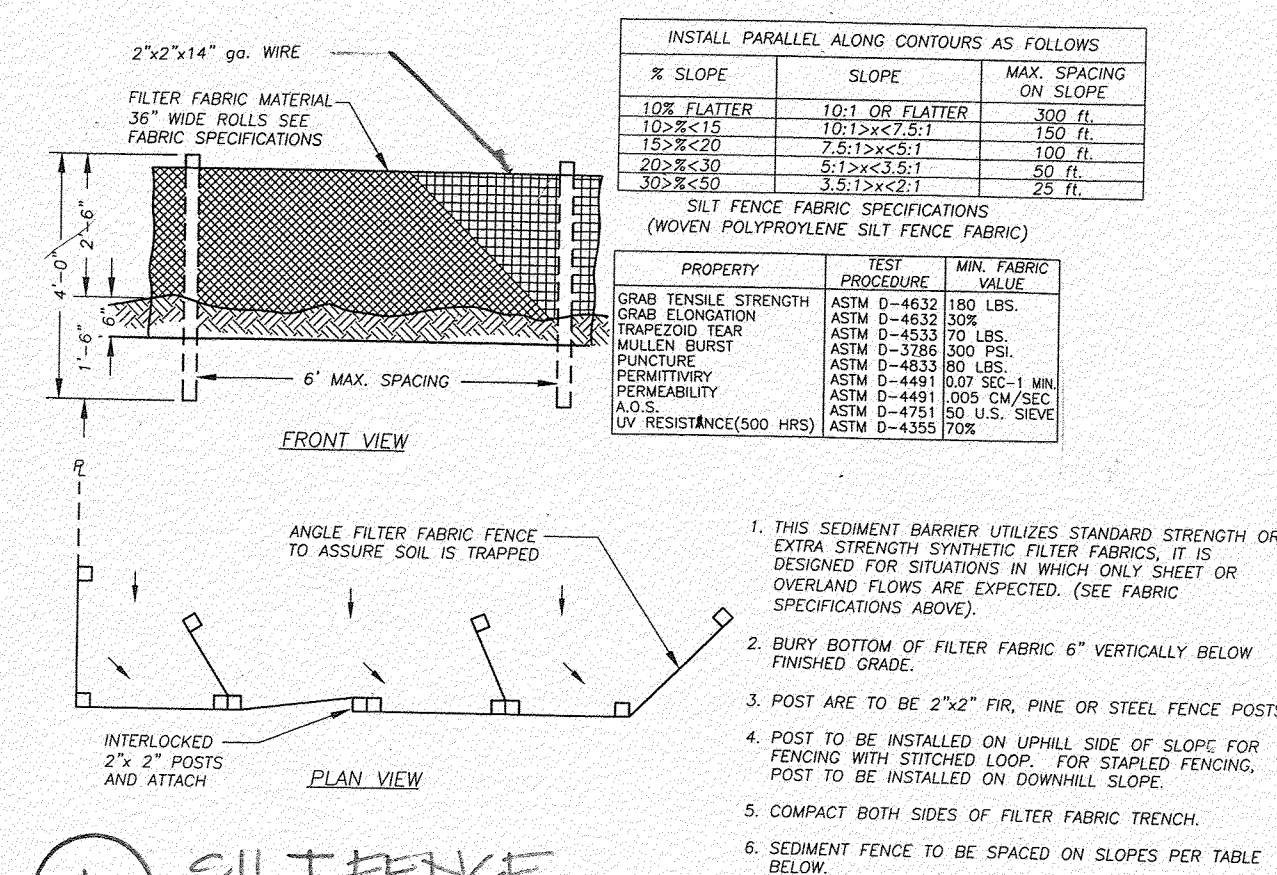 2"x2"x14" ga. WIRE
FILTER FABRIC MATERIAL
36" WIDE ROLLS SEE
FABRIC SPECIFICATIONS
4'-0"
2'-6"
1'-6"
6"
6' MAX. SPACING
FRONT VIEW
INSTALL PARALLEL ALONG CONTOURS AS FOLLOWS
% SLOPE SLOPE MAX. SPACING
ON SLOPE
10% FLATTER 10:1 OR FLATTER 300 ft.
10>%<15 10:1>x<7.5:1 150 ft.
15>%<20 7.5:1>x<5:1 100 ft.
20>%<30 5:1>x<3.5:1 50 ft.
30>%<50 3.5:1>x<2:1 25 ft.
SILT FENCE FABRIC SPECIFICATIONS
(WOVEN POLYPROYLENE SILT FENCE FABRIC)
PROPERTY TEST MIN. FABRIC
PROCEDURE VALUE
GRAB TENSILE STRENGTH ASTM D-4632 180 LBS.
GRAB ELONGATION ASTM D-4632 30%
TRAPEZOID TEAR ASTM D-4533 70 LBS.
MULLEN BURST ASTM D-3786 300 PSI.
PUNCTURE ASTM D-4833 80 LBS.
PERMITTIVIRY ASTM D-4491 0.07 SEC-1 MIN.
PERMEABILITY ASTM D-4491 .005 CM/SEC
A.O.S. ASTM D-4751 50 U.S. SIEVE
UV RESISTANCE(500 HRS) ASTM D-4355 70%
PL
ANGLE FILTER FABRIC FENCE
TO ASSURE SOIL IS TRAPPED
INTERLOCKED
2"x 2" POSTS
AND ATTACH
PLAN VIEW
1. THIS SEDIMENT BARRIER UTILIZES STANDARD STRENGTH OR
EXTRA STRENGTH SYNTHETIC FILTER FABRICS, IT IS
DESIGNED FOR SITUATIONS IN WHICH ONLY SHEET OR
OVERLAND FLOWS ARE EXPECTED. (SEE FABRIC
SPECIFICATIONS ABOVE).
2. BURY BOTTOM OF FILTER FABRIC 6" VERTICALLY BELOW
FINISHED GRADE.
3. POST ARE TO BE 2"x2" FIR, PINE OR STEEL FENCE POSTS
4. POST TO BE INSTALLED ON UPHILL SIDE OF SLOPE FOR
FENCING WITH STITCHED LOOP. FOR STAPLED FENCING,
POST TO BE INSTALLED ON DOWNHILL SLOPE.
5. COMPACT BOTH SIDES OF FILTER FABRIC TRENCH.
6. SEDIMENT FENCE TO BE SPACED ON SLOPES PER TABLE
BELOW.
SILT FENCE